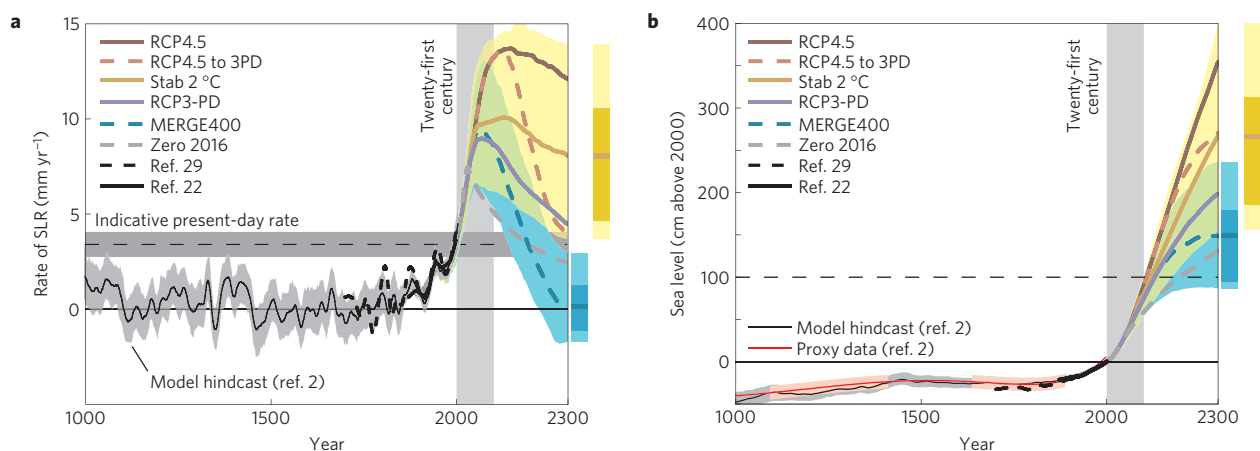 a
15
10
5
0
Rate of SLR (mm yr⁻¹)
RCP4.5
RCP4.5 to 3PD
Stab 2 °C
RCP3-PD
MERGE400
Zero 2016
Ref. 29
Ref. 22
Twenty-first
century
Indicative present-day rate
Model hindcast (ref. 2)
1000
1500
2000
2300
Year
b
400
300
200
100
0
Sea level (cm above 2000)
RCP4.5
RCP4.5 to 3PD
Stab 2 °C
RCP3-PD
MERGE400
Zero 2016
Ref. 29
Ref. 22
Twenty-first
century
Model hindcast (ref. 2)
Proxy data (ref. 2)
1000
1500
2000
2300
Year